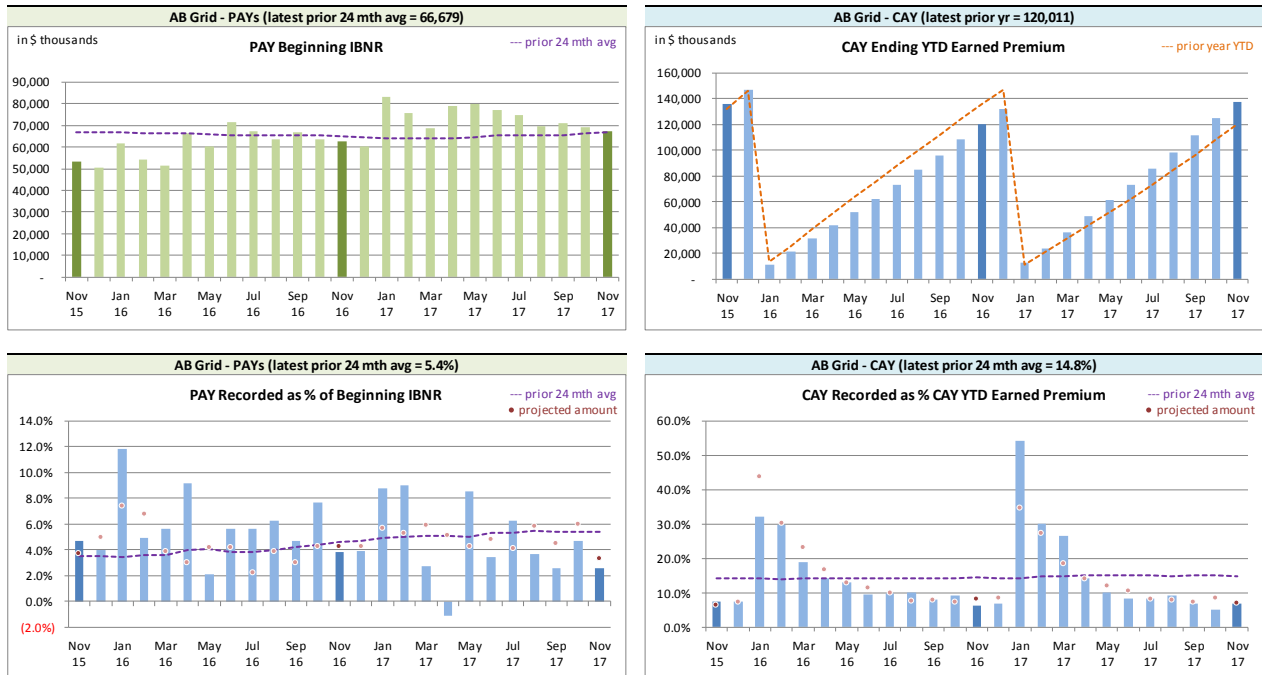 AB Grid - PAYs (latest prior 24 mth avg = 66,679)
in $ thousands
PAY Beginning IBNR
--- prior 24 mth avg
90,000
80,000
70,000
60,000
50,000
40,000
30,000
20,000
10,000
-
Nov Jan Mar May Jul Sep Nov Jan Mar May Jul Sep Nov
15 16 16 16 16 16 16 17 17 17 17 17 17
AB Grid - CAY (latest prior yr = 120,011)
in $ thousands
CAY Ending YTD Earned Premium
--- prior year YTD
160,000
140,000
120,000
100,000
80,000
60,000
40,000
20,000
-
Nov Jan Mar May Jul Sep Nov Jan Mar May Jul Sep Nov
15 16 16 16 16 16 16 17 17 17 17 17 17
AB Grid - PAYs (latest prior 24 mth avg = 5.4%)
PAY Recorded as % of Beginning IBNR
--- prior 24 mth avg
• projected amount
14.0%
12.0%
10.0%
8.0%
6.0%
4.0%
2.0%
0.0%
(2.0%)
Nov Jan Mar May Jul Sep Nov Jan Mar May Jul Sep Nov
15 16 16 16 16 16 16 17 17 17 17 17 17
AB Grid - CAY (latest prior 24 mth avg = 14.8%)
CAY Recorded as % CAY YTD Earned Premium
--- prior 24 mth avg
• projected amount
60.0%
50.0%
40.0%
30.0%
20.0%
10.0%
0.0%
Nov Jan Mar May Jul Sep Nov Jan Mar May Jul Sep Nov
15 16 16 16 16 16 16 17 17 17 17 17 17